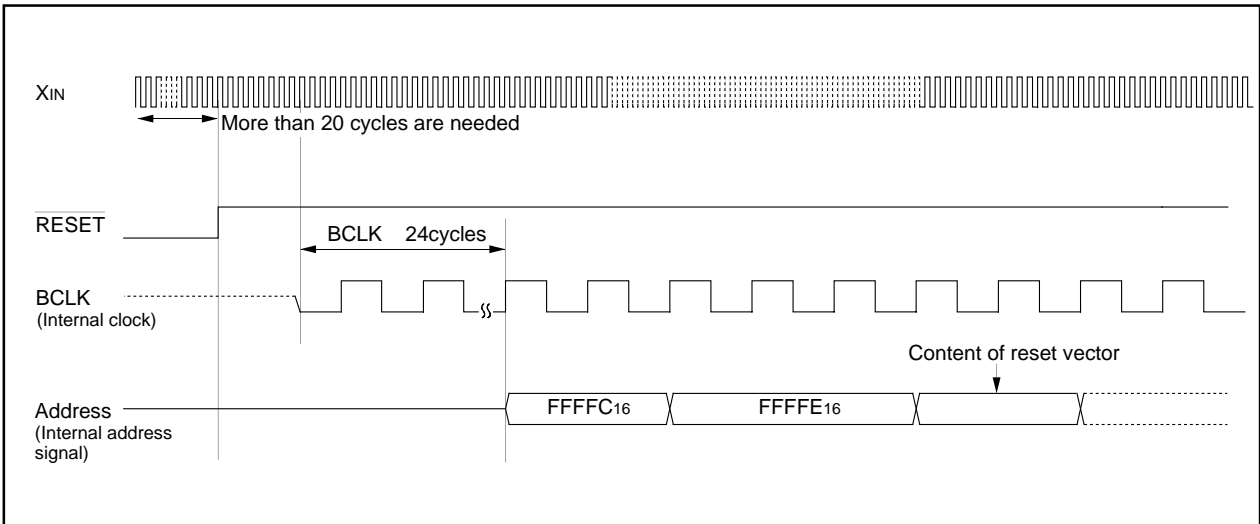 XIN
More than 20 cycles are needed
RESET
BCLK 24cycles
BCLK
(Internal clock)
Content of reset vector
Address
(Internal address
signal)
FFFFC16
FFFFE16